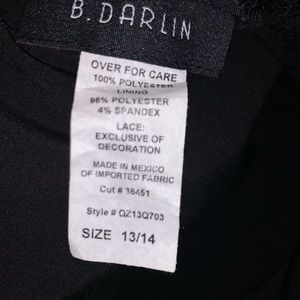 B. DARLIN
OVER FOR CARE
100% POLYESTER
LINING
96% POLYESTER
4% SPANDEX
LACE:
EXCLUSIVE OF
DECORATION
MADE IN MEXICO
OF IMPORTED FABRIC
Cut # 38451
Style # QZ13Q703
SIZE 13/14